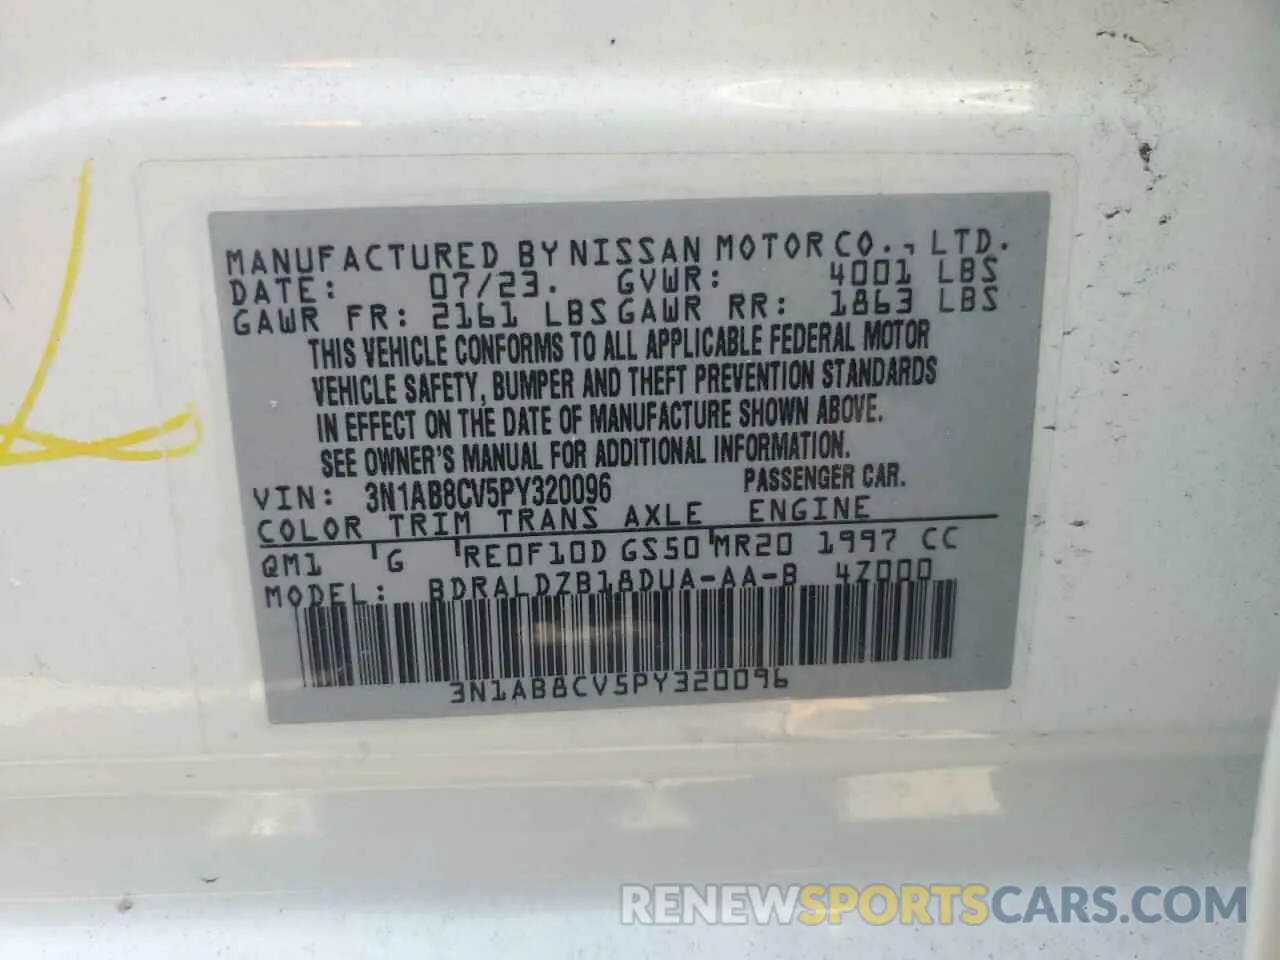 MANUFACTURED BY NISSAN MOTOR CO., LTD.
DATE: 07/23. GVWR: 4001 LBS
GAWR FR: 2161 LBS GAWR RR: 1863 LBS
THIS VEHICLE CONFORMS TO ALL APPLICABLE FEDERAL MOTOR
VEHICLE SAFETY, BUMPER AND THEFT PREVENTION STANDARDS
IN EFFECT ON THE DATE OF MANUFACTURE SHOWN ABOVE.
SEE OWNER'S MANUAL FOR ADDITIONAL INFORMATION.
VIN: 3N1AB8CV5PY320096 PASSENGER CAR.
COLOR TRIM TRANS AXLE ENGINE
QM1 G RE0F10D GS50 MR20 1997 CC
MODEL: BDRALDZB18DUA-AA-B 4Z000
3N1AB8CV5PY320096
RENEWSPORTSCARS.COM